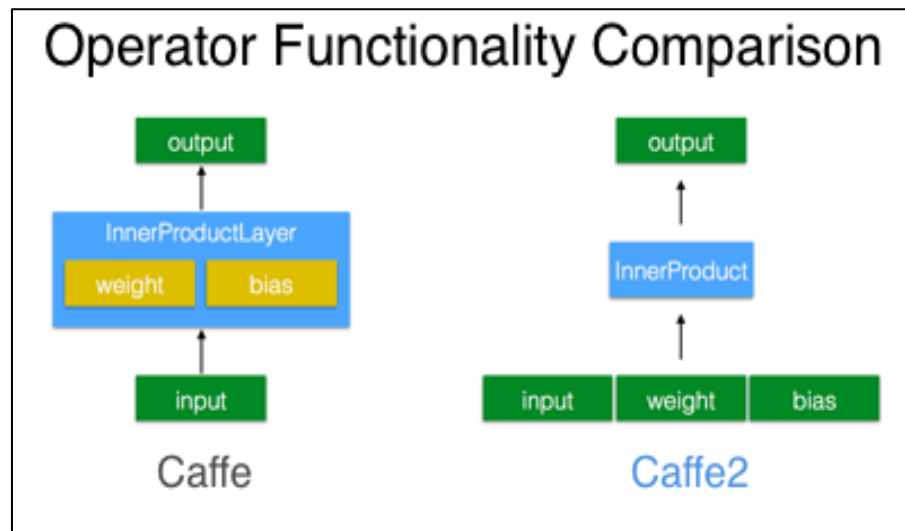 Operator Functionality Comparison
output
InnerProductLayer
weight bias
input
Caffe
output
InnerProduct
input weight bias
Caffe2